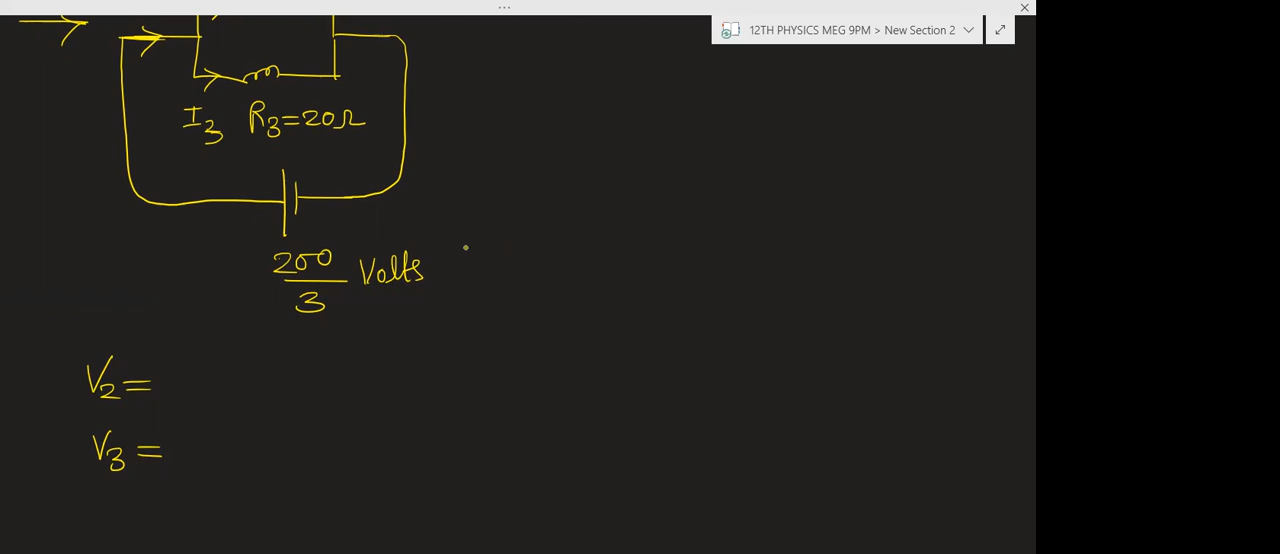 12TH PHYSICS MEG 9PM > New Section 2
I₃ R₃=20Ω
200
3
Volts
V₂=
V₃=